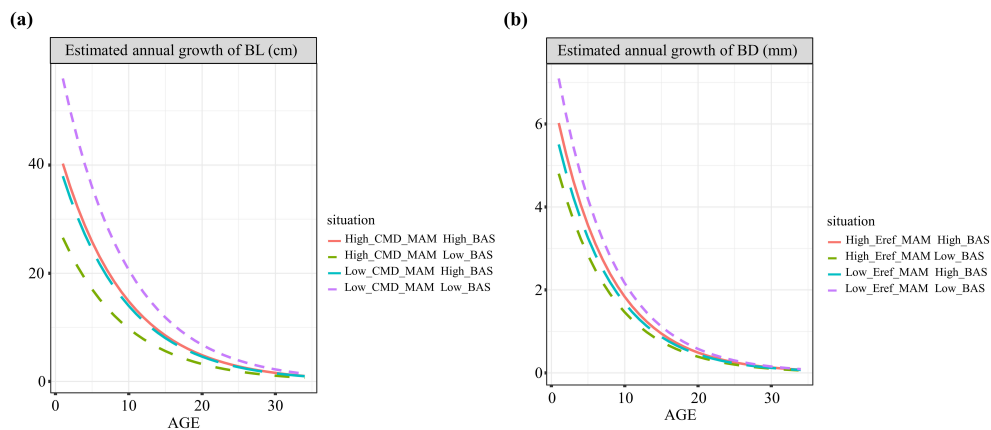 (a)
Estimated annual growth of BL (cm)
40
20
0
0 10 20 30
AGE
situation
High_CMD_MAM High_BAS
High_CMD_MAM Low_BAS
Low_CMD_MAM High_BAS
Low_CMD_MAM Low_BAS
(b)
Estimated annual growth of BD (mm)
6
4
2
0
0 10 20 30
AGE
situation
High_Eref_MAM High_BAS
High_Eref_MAM Low_BAS
Low_Eref_MAM High_BAS
Low_Eref_MAM Low_BAS